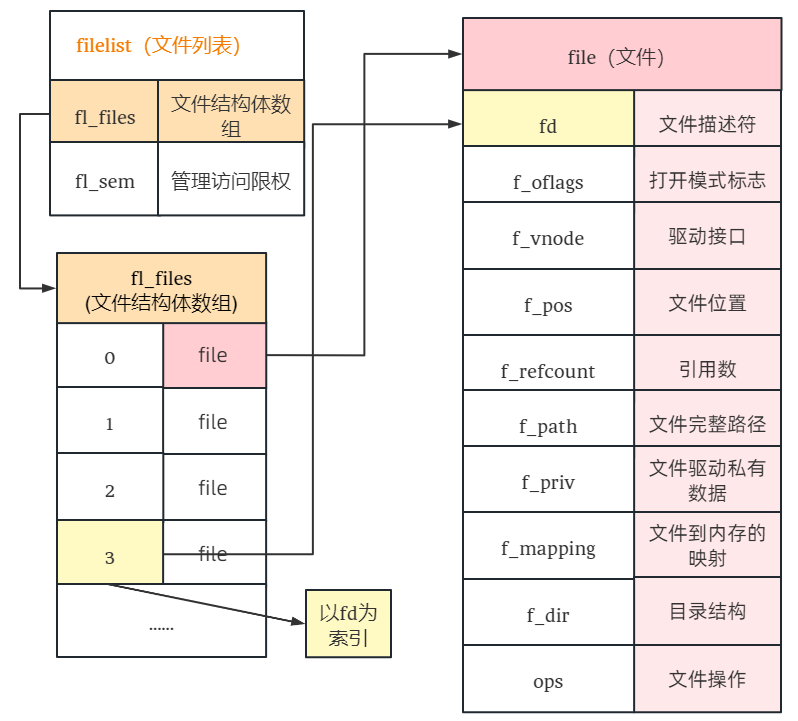 filelist（文件列表）
fl_files
文件结构体数
组
fl_sem
管理访问限权
fl_files
(文件结构体数组)
0
file
1
file
2
file
3
file
......
以fd为
索引
file（文件）
fd
文件描述符
f_oflags
打开模式标志
f_vnode
驱动接口
f_pos
文件位置
f_refcount
引用数
f_path
文件完整路径
f_priv
文件驱动私有
数据
f_mapping
文件到内存的
映射
f_dir
目录结构
ops
文件操作